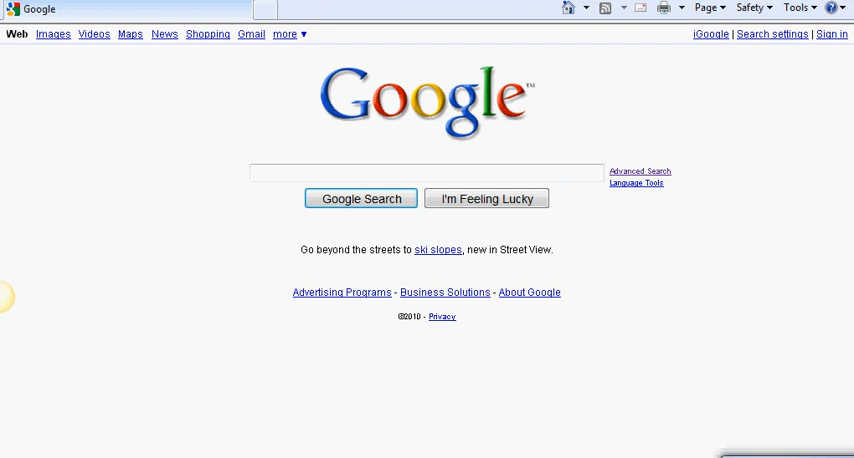 Google
Page Safety Tools
Web Images Videos Maps News Shopping Gmail more ▼
iGoogle | Search settings | Sign in
Google™
Advanced Search
Language Tools
Google Search I'm Feeling Lucky
Go beyond the streets to ski slopes, new in Street View.
Advertising Programs - Business Solutions - About Google
©2010 - Privacy